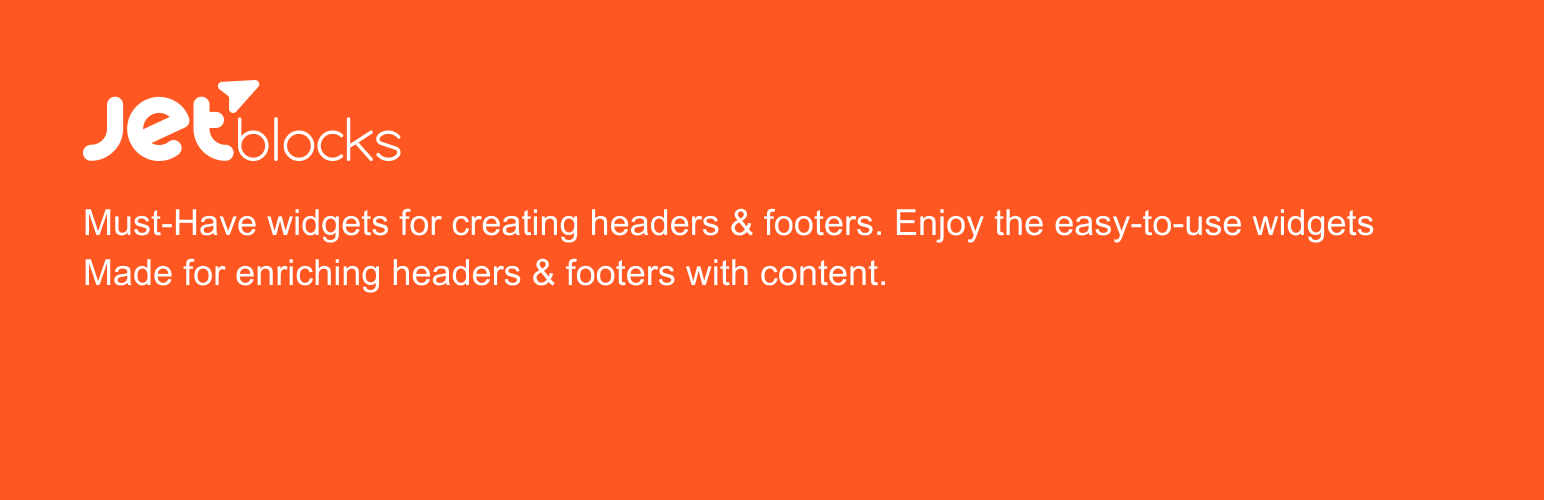 Jetblocks
Must-Have widgets for creating headers & footers. Enjoy the easy-to-use widgets
Made for enriching headers & footers with content.